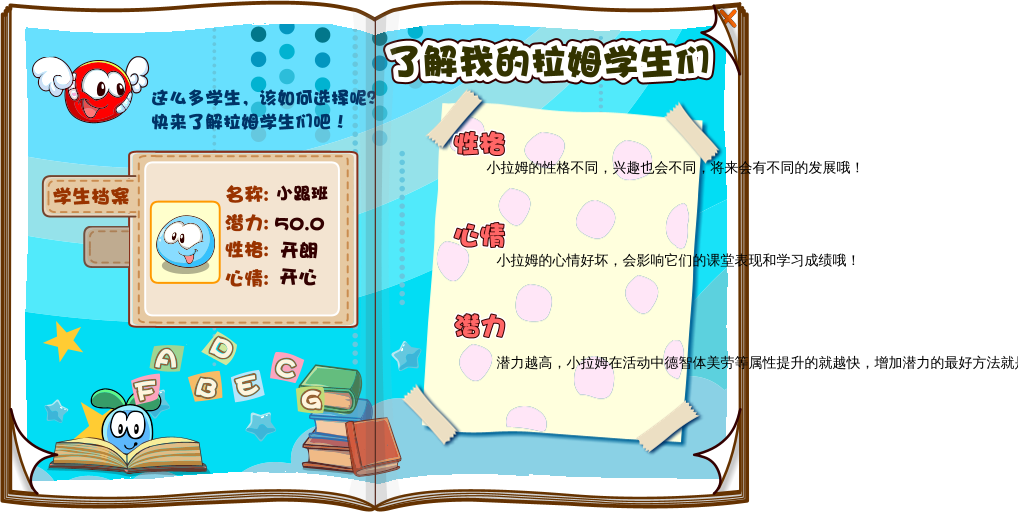 这么多学生，该如何选择呢？
快来了解拉姆学生们吧！
学生档案
名称: 小跟班
潜力: 50.0
性格: 开朗
心情: 开心
A
D
C
F
B
E
G
了解我的拉姆学生们
性格
小拉姆的性格不同，兴趣也会不同，将来会有不同的发展哦！
心情
小拉姆的心情好坏，会影响它们的课堂表现和学习成绩哦！
潜力
潜力越高，小拉姆在活动中德智体美劳等属性提升的就越快，增加潜力的最好方法就是